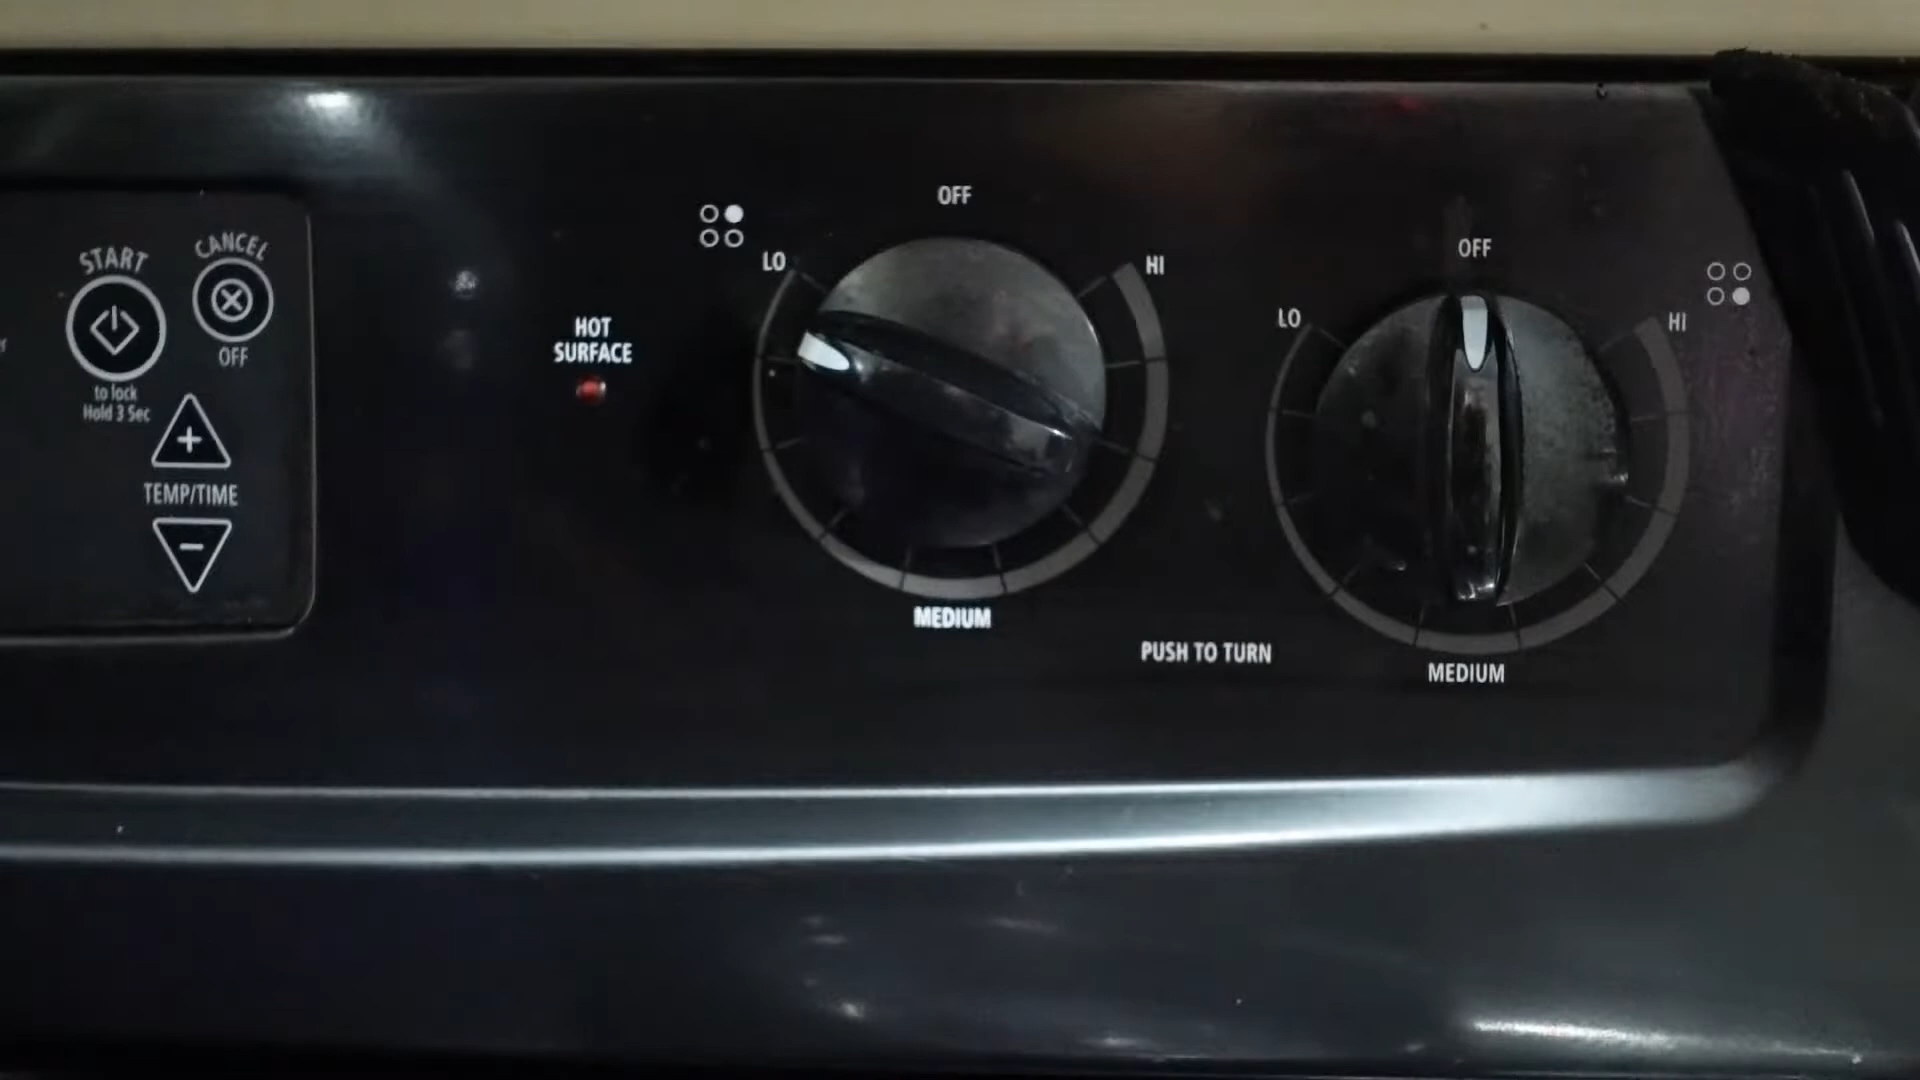 START
to lock
Hold 3 Sec
CANCEL
OFF
TEMP/TIME
HOT
SURFACE
OFF
LO
HI
MEDIUM
PUSH TO TURN
OFF
LO
HI
MEDIUM